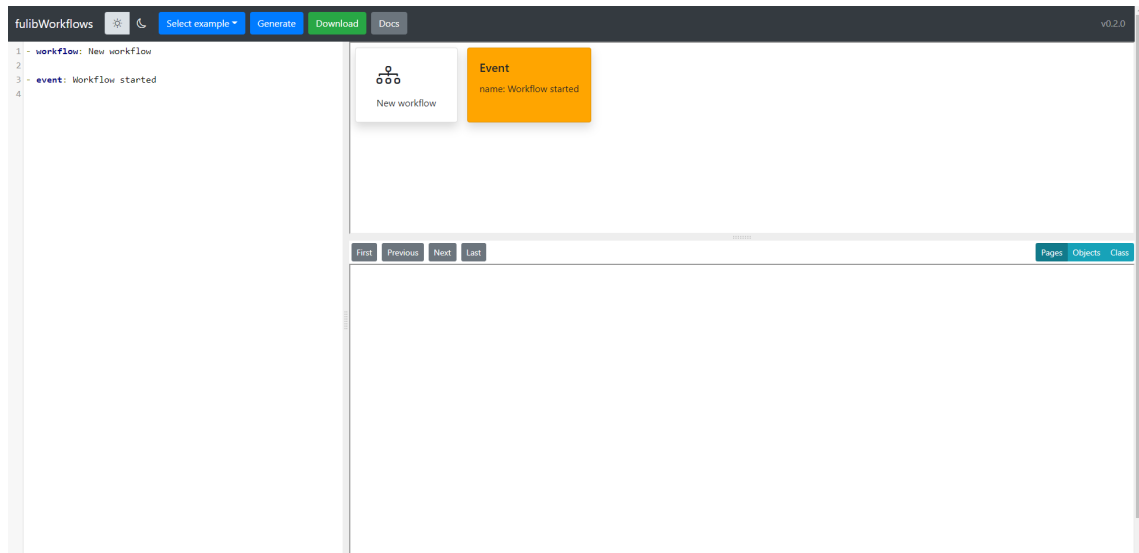 fulibWorkflows Select example Generate Download Docs v0.2.0
1 - workflow: New workflow
2
3 - event: Workflow started
4
New workflow
Event
name: Workflow started
First Previous Next Last Pages Objects Class